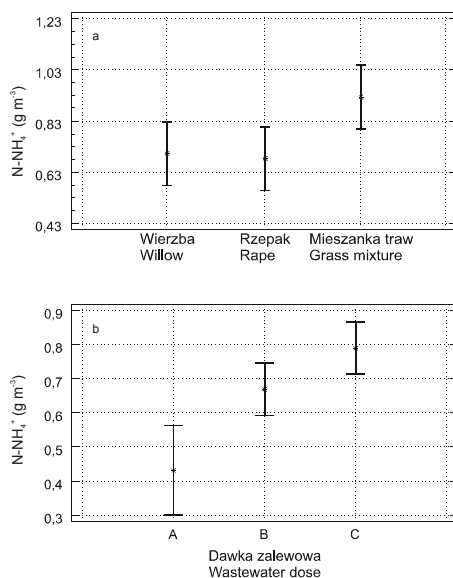 1,23
a
1,03
0,83
0,63
0,43
N-NH₄⁺ (g m⁻³)
Wierzba Rzepak Mieszanka traw
Willow Rape Grass mixture
0,9
b
0,8
0,7
0,6
0,5
0,4
0,3
N-NH₄⁺ (g m⁻³)
A B C
Dawka zalewowa
Wastewater dose